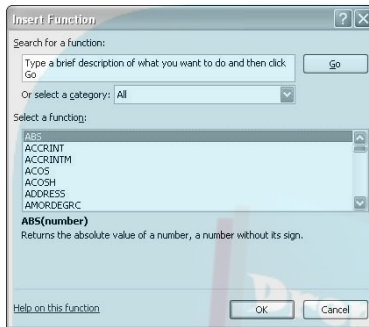 Insert Function
Search for a function:
Type a brief description of what you want to do and then click
Go
Go
Or select a category: All
Select a function:
ABS
ACCRINT
ACCRINTM
ACOS
ACOSH
ADDRESS
AMORDEGRC
ABS(number)
Returns the absolute value of a number, a number without its sign.
Help on this function
OK
Cancel